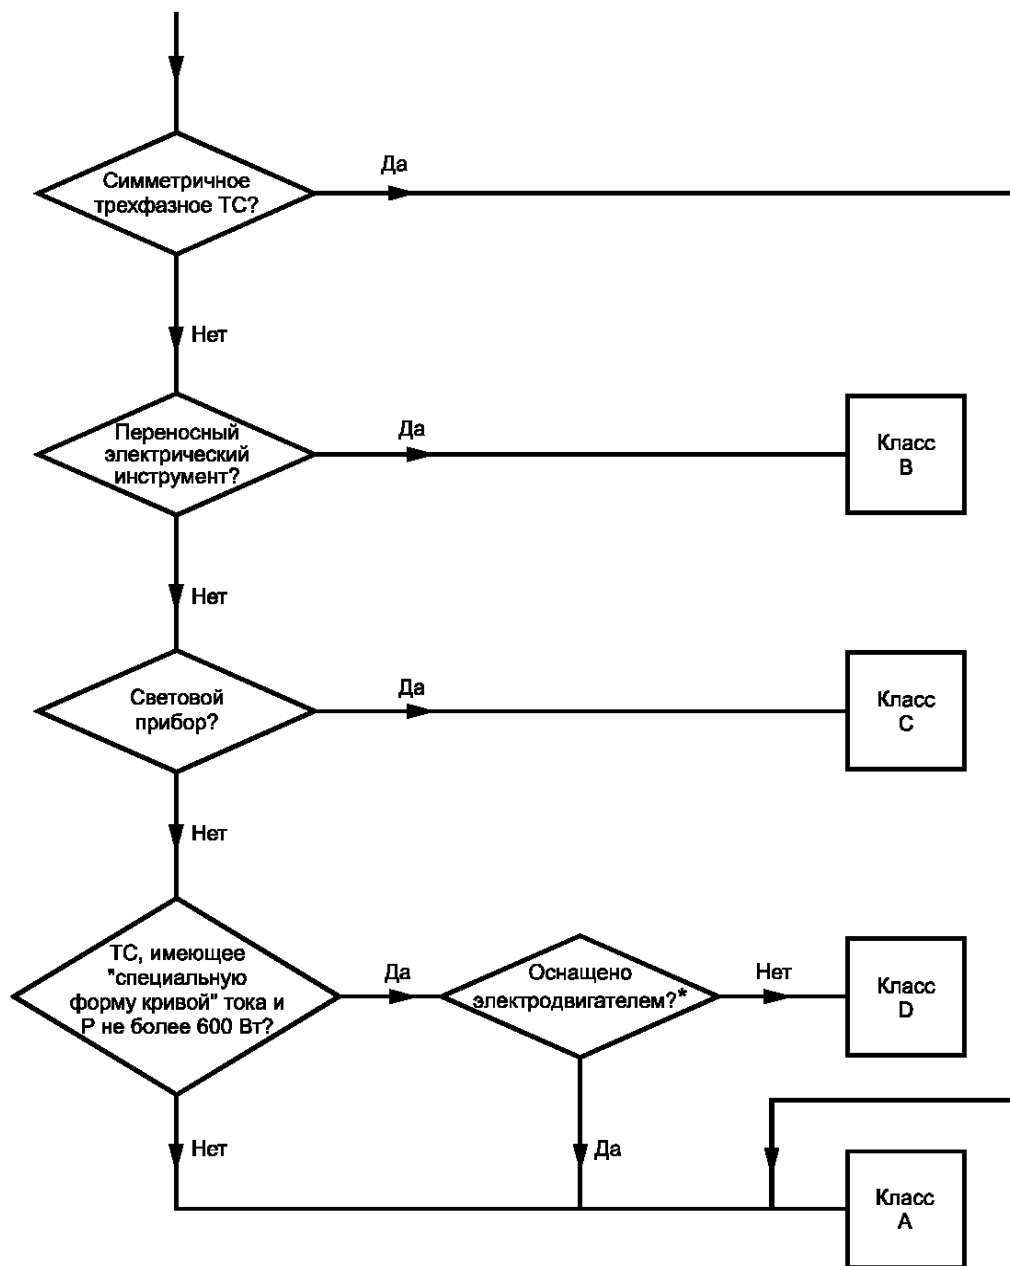 Да
Симметричное
трехфазное ТС?
Нет
Переносный
электрический
инструмент?
Да
Класс
В
Нет
Световой
прибор?
Да
Класс
С
Нет
ТС, имеющее
"специальную
форму кривой" тока и
Р не более 600 Вт?
Да
Оснащено
электродвигателем?*
Нет
Класс
D
Нет
Да
Класс
А